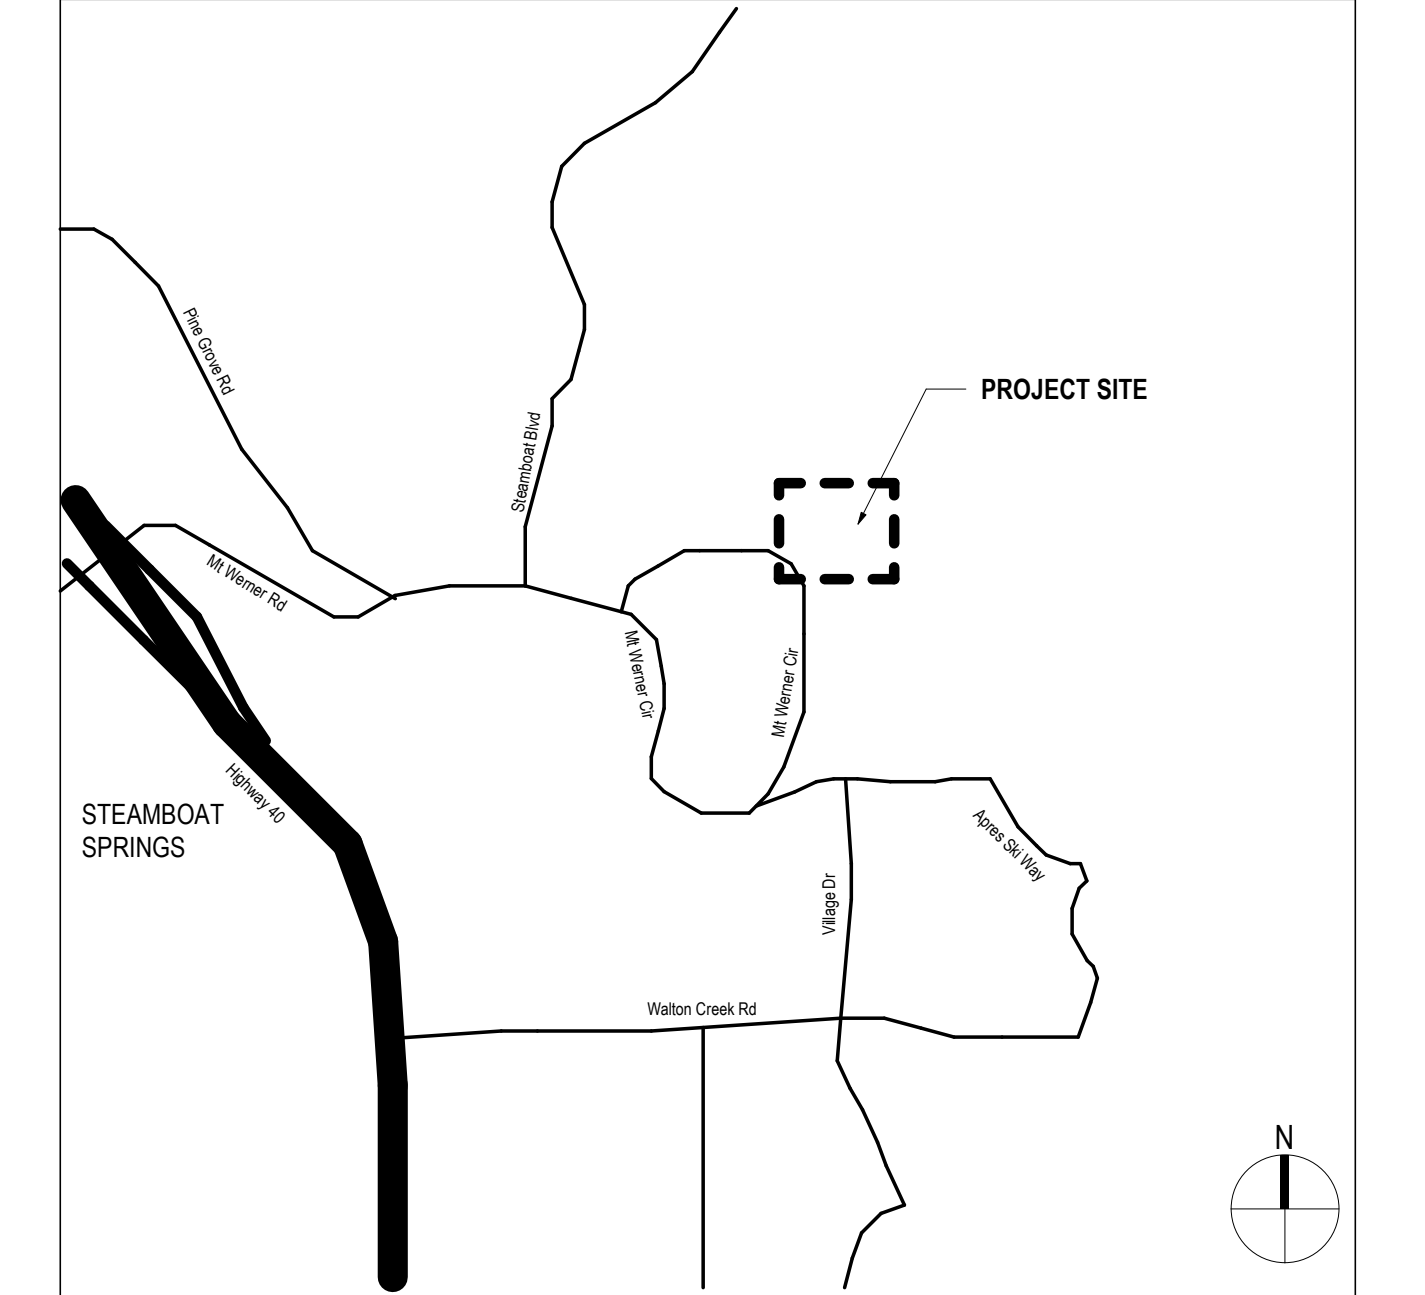 Pine Grove Rd
PROJECT SITE
Steamboat Blvd
Mt Werner Rd
Mt Werner Cir
Mt Werner Cir
Highway 40
STEAMBOAT
SPRINGS
Apres Ski Way
Village Dr
Walton Creek Rd
N